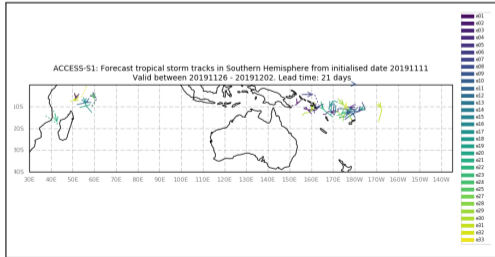 ACCESS-S1: Forecast tropical storm tracks in Southern Hemisphere from initialised date 20191111
Valid between 20191126 - 20191202. Lead time: 21 days
10S
20S
30S
40S
30E 40E 50E 60E 70E 80E 90E 100E 110E 120E 130E 140E 150E 160E 170E 180E 170W 160W 150W 140W
e01
e02
e03
e04
e05
e06
e07
e08
e09
e10
e11
e12
e13
e14
e15
e16
e17
e18
e19
e20
e21
e22
e23
e24
e25
e27
e28
e29
e30
e31
e32
e33